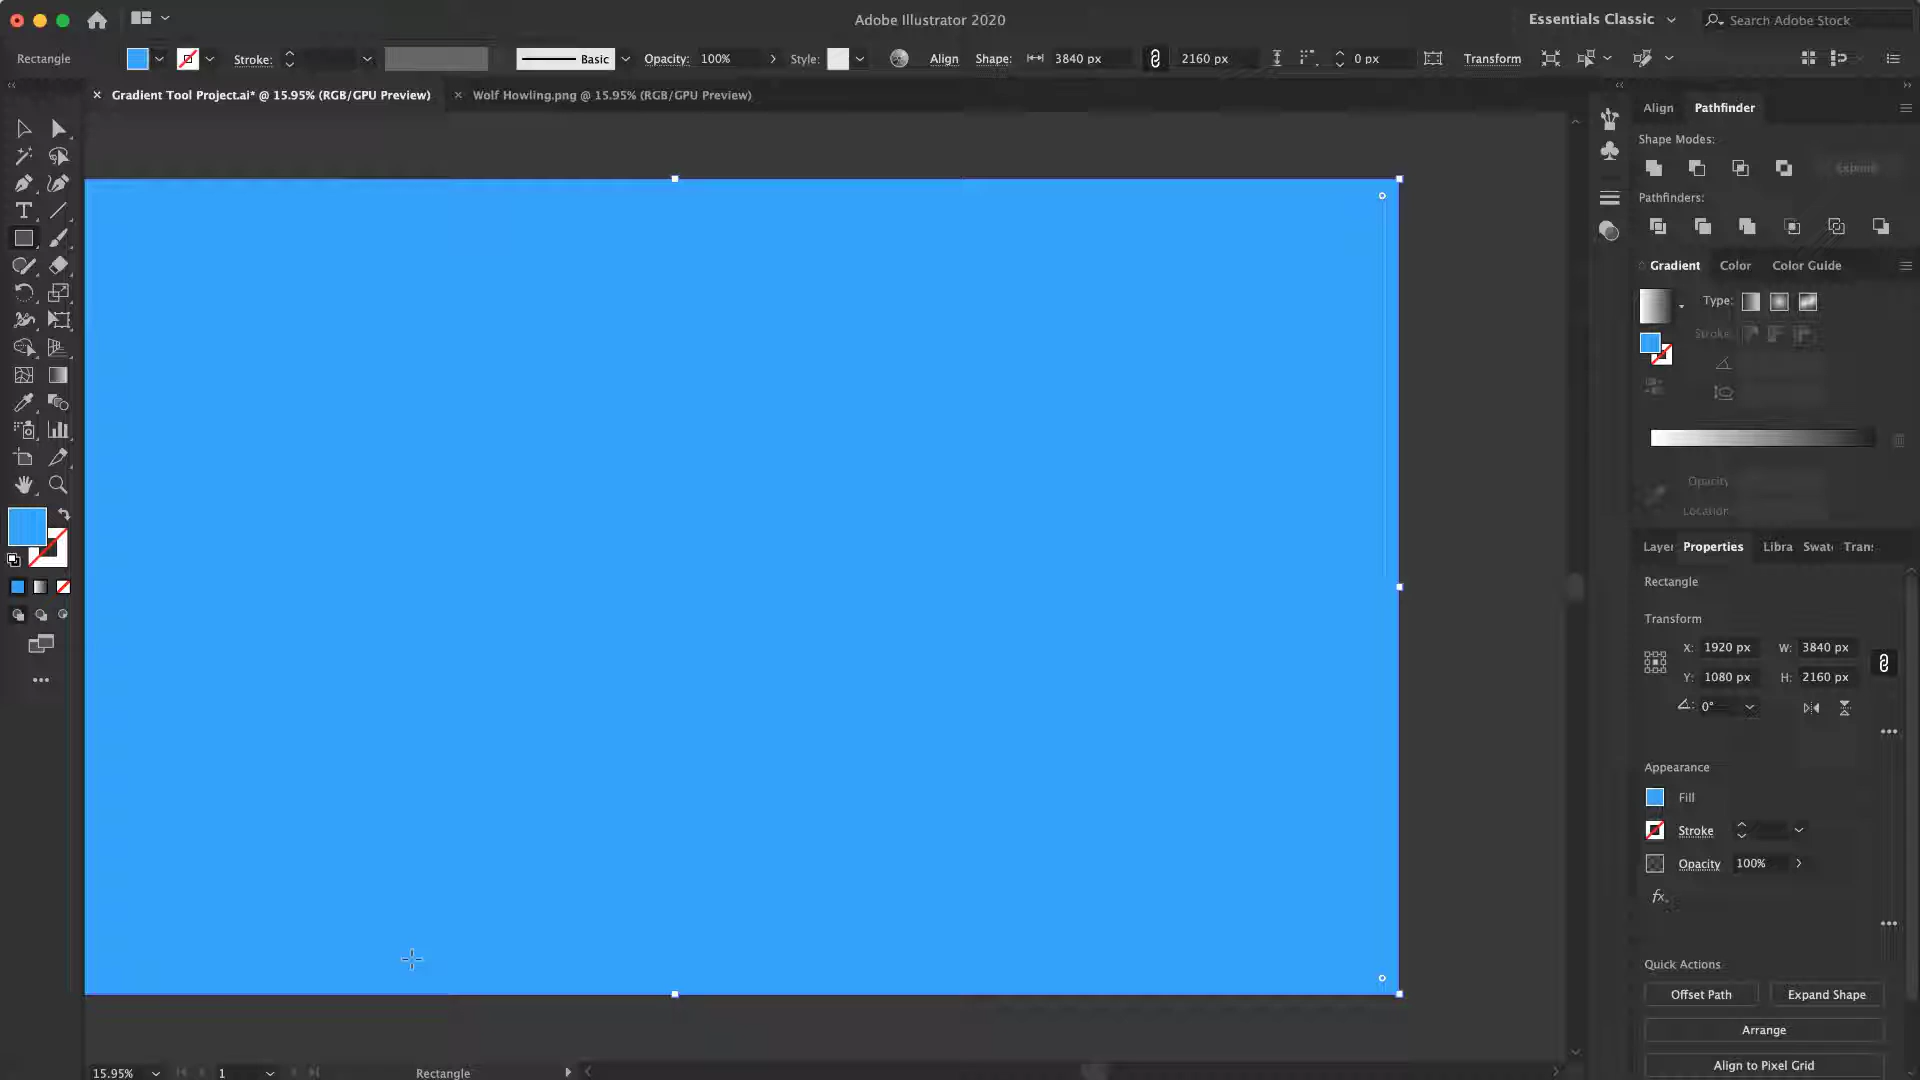 Adobe Illustrator 2020
Essentials Classic
Search Adobe Stock
Rectangle
Stroke:
Basic
Opacity: 100%
Style:
Align
Shape:
3840 px
2160 px
0 px
Transform
Gradient Tool Project.ai* @ 15.95% (RGB/GPU Preview)
Wolf Howling.png @ 15.95% (RGB/GPU Preview)
Align
Pathfinder
Shape Modes:
Expand
Pathfinders:
Gradient
Color
Color Guide
Type:
Stroke:
Opacity
Location
Layer
Properties
Libra
Swat
Trans
Rectangle
Transform
X: 1920 px
W: 3840 px
Y: 1080 px
H: 2160 px
0°
Appearance
Fill
Stroke
Opacity 100%
fx
Quick Actions
Offset Path
Expand Shape
Arrange
Align to Pixel Grid
15.95%
1
Rectangle